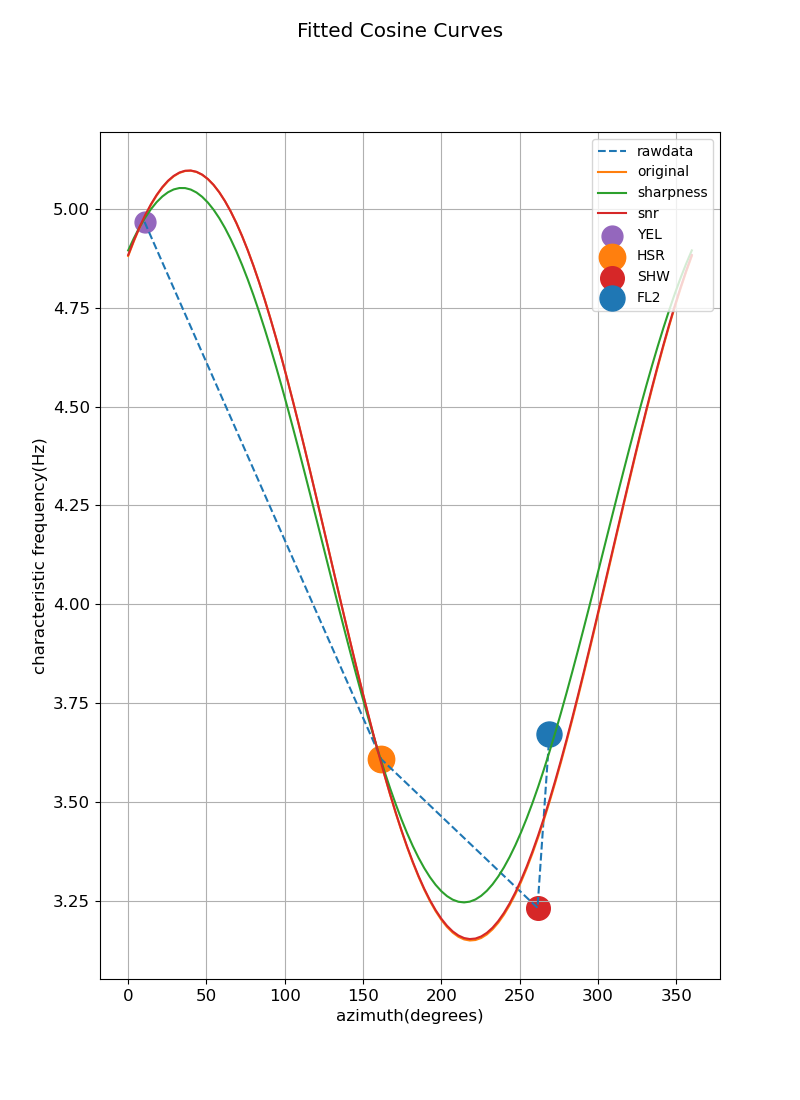 Fitted Cosine Curves
rawdata
original
sharpness
snr
YEL
HSR
SHW
FL2
5.00
4.75
4.50
4.25
4.00
3.75
3.50
3.25
characteristic frequency(Hz)
0 50 100 150 200 250 300 350
azimuth(degrees)